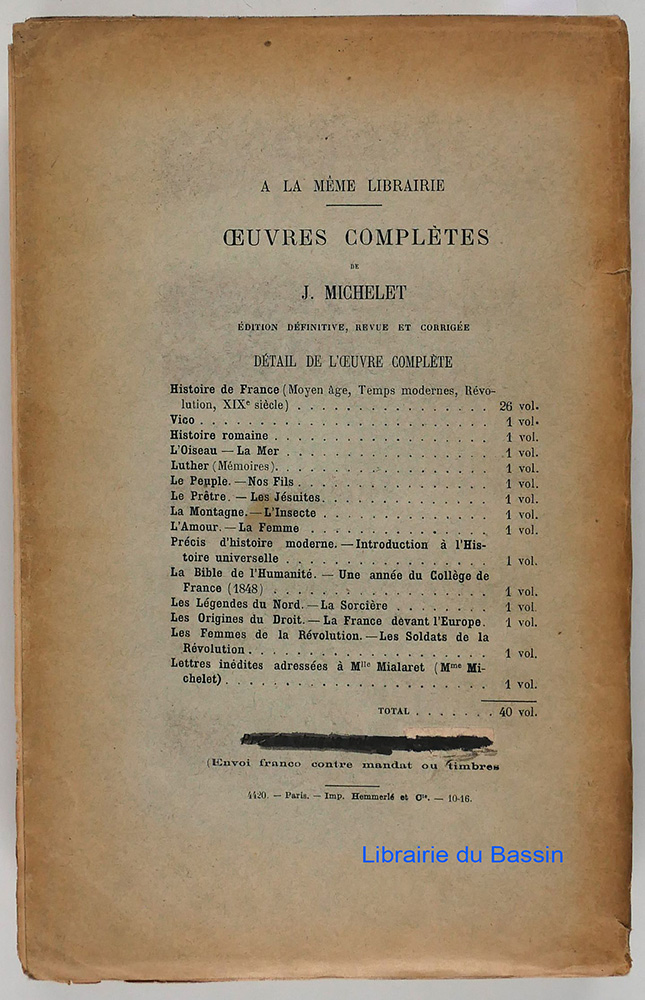 A LA MÊME LIBRAIRIE
ŒUVRES COMPLÈTES
DE
J. MICHELET
ÉDITION DÉFINITIVE, REVUE ET CORRIGÉE
DÉTAIL DE L'ŒUVRE COMPLÈTE
Histoire de France (Moyen âge, Temps modernes, Révo-
lution, XIXe siècle) . . . . . . . . . . . . . . . . 26 vol.
Vico . . . . . . . . . . . . . . . . . . . . . . . . 1 vol.
Histoire romaine . . . . . . . . . . . . . . . . . . 1 vol.
L'Oiseau — La Mer . . . . . . . . . . . . . . . . . 1 vol.
Luther (Mémoires). . . . . . . . . . . . . . . . . . 1 vol.
Le Peuple. — Nos Fils . . . . . . . . . . . . . . . . 1 vol.
Le Prêtre. — Les Jésuites. . . . . . . . . . . . . . 1 vol.
La Montagne. — L'Insecte . . . . . . . . . . . . . . 1 vol.
L'Amour. — La Femme . . . . . . . . . . . . . . . 1 vol.
Précis d'histoire moderne. — Introduction à l'His-
toire universelle . . . . . . . . . . . . . . . . . 1 vol.
La Bible de l'Humanité. — Une année du Collège de
France (1848) . . . . . . . . . . . . . . . . . . 1 vol.
Les Légendes du Nord. — La Sorcière . . . . . . . . 1 vol
Les Origines du Droit. — La France devant l'Europe. 1 vol.
Les Femmes de la Révolution. — Les Soldats de la
Révolution . . . . . . . . . . . . . . . . . . . . 1 vol.
Lettres inédites adressées à Mlle Mialaret (Mme Mi-
chelet) . . . . . . . . . . . . . . . . . . . . . . 1 vol.
TOTAL . . . . . . . 40 vol.
(Envoi franco contre mandat ou timbres
4420. — Paris. — Imp. Hemmerlé et Cie. — 10-16.
Librairie du Bassin